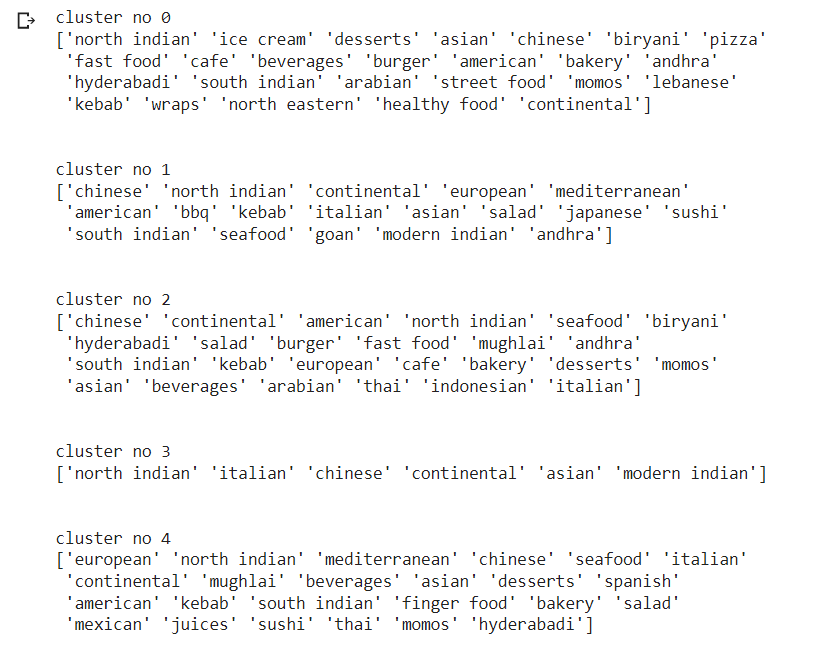 cluster no 0
['north indian' 'ice cream' 'desserts' 'asian' 'chinese' 'biryani' 'pizza'
'fast food' 'cafe' 'beverages' 'burger' 'american' 'bakery' 'andhra'
'hyderabadi' 'south indian' 'arabian' 'street food' 'momos' 'lebanese'
'kebab' 'wraps' 'north eastern' 'healthy food' 'continental']
cluster no 1
['chinese' 'north indian' 'continental' 'european' 'mediterranean'
'american' 'bbq' 'kebab' 'italian' 'asian' 'salad' 'japanese' 'sushi'
'south indian' 'seafood' 'goan' 'modern indian' 'andhra']
cluster no 2
['chinese' 'continental' 'american' 'north indian' 'seafood' 'biryani'
'hyderabadi' 'salad' 'burger' 'fast food' 'mughlai' 'andhra'
'south indian' 'kebab' 'european' 'cafe' 'bakery' 'desserts' 'momos'
'asian' 'beverages' 'arabian' 'thai' 'indonesian' 'italian']
cluster no 3
['north indian' 'italian' 'chinese' 'continental' 'asian' 'modern indian']
cluster no 4
['european' 'north indian' 'mediterranean' 'chinese' 'seafood' 'italian'
'continental' 'mughlai' 'beverages' 'asian' 'desserts' 'spanish'
'american' 'kebab' 'south indian' 'finger food' 'bakery' 'salad'
'mexican' 'juices' 'sushi' 'thai' 'momos' 'hyderabadi']